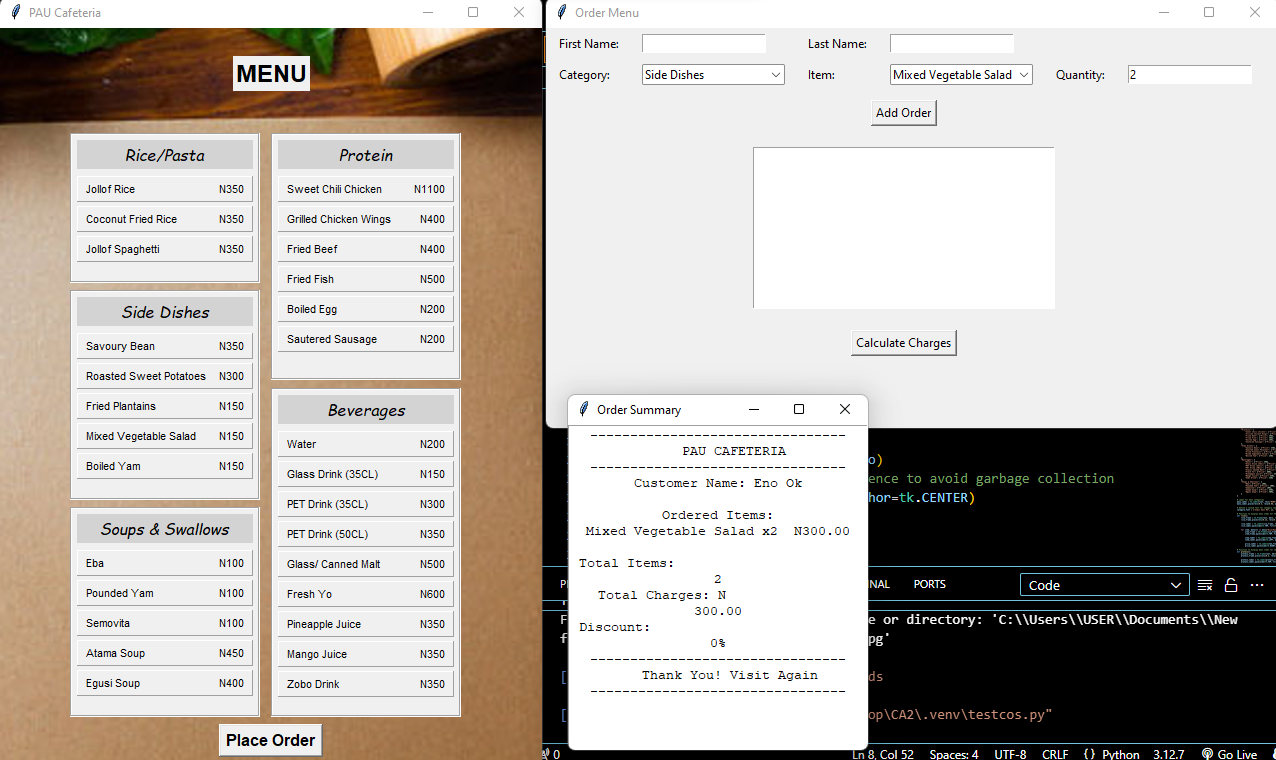 PAU Cafeteria
MENU
Rice/Pasta
Jollof Rice N350
Coconut Fried Rice N350
Jollof Spaghetti N350
Side Dishes
Savoury Bean N350
Roasted Sweet Potatoes N300
Fried Plantains N150
Mixed Vegetable Salad N150
Boiled Yam N150
Soups & Swallows
Eba N100
Pounded Yam N100
Semovita N100
Atama Soup N450
Egusi Soup N400
Protein
Sweet Chili Chicken N1100
Grilled Chicken Wings N400
Fried Beef N400
Fried Fish N500
Boiled Egg N200
Sautered Sausage N200
Beverages
Water N200
Glass Drink (35CL) N150
PET Drink (35CL) N300
PET Drink (50CL) N350
Glass/ Canned Malt N500
Fresh Yo N600
Pineapple Juice N350
Mango Juice N350
Zobo Drink N350
Place Order
Order Menu
First Name: Last Name:
Category: Side Dishes Item: Mixed Vegetable Salad Quantity: 2
Add Order
Calculate Charges
Order Summary
--------------------------------
PAU CAFETERIA
--------------------------------
Customer Name: Eno Ok
Ordered Items:
Mixed Vegetable Salad x2 N300.00
Total Items:
2
Total Charges: N
300.00
Discount:
0%
--------------------------------
Thank You! Visit Again
--------------------------------
o)
ence to avoid garbage collection
hor=tk.CENTER)
NAL PORTS Code
e or directory: 'C:\\Users\\USER\\Documents\\New
pg'
ds
op\CA2\.venv\testcos.py"
0 Ln 8, Col 52 Spaces: 4 UTF-8 CRLF {} Python 3.12.7 Go Live